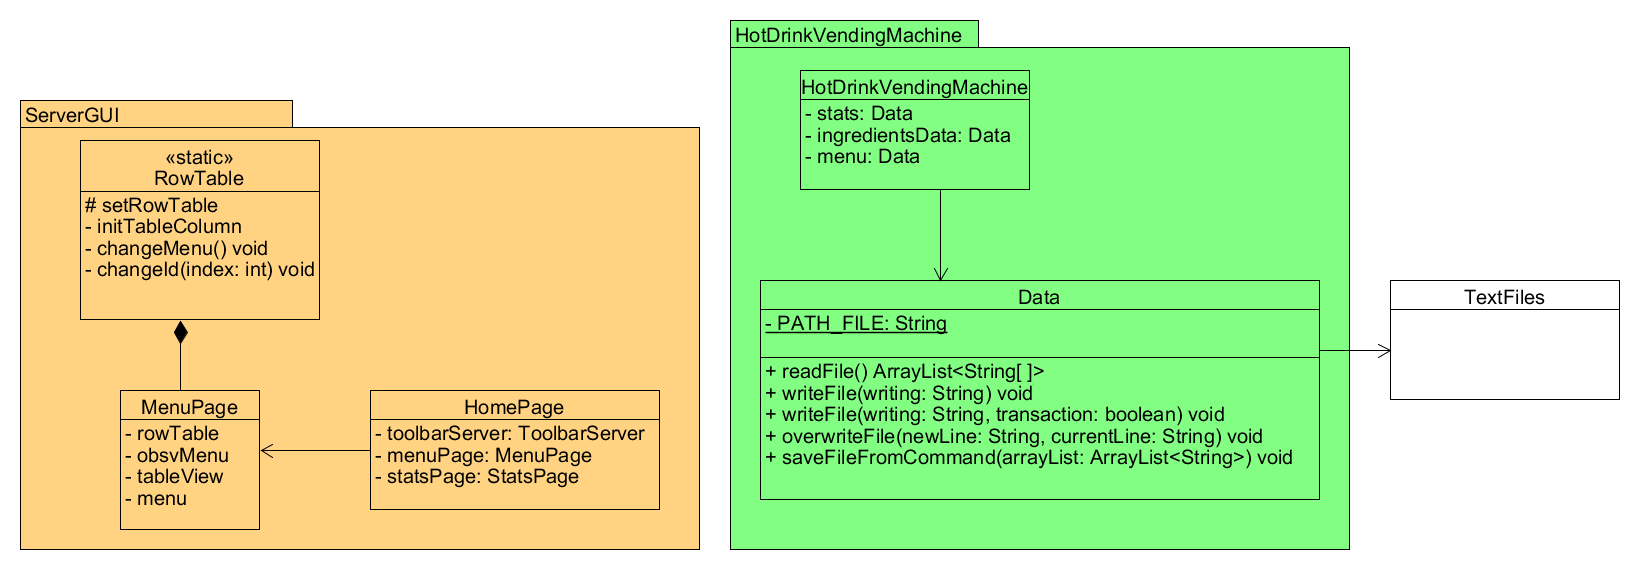 ServerGUI
«static»
RowTable
# setRowTable
- initTableColumn
- changeMenu() void
- changeId(index: int) void
MenuPage
- rowTable
- obsvMenu
- tableView
- menu
HomePage
- toolbarServer: ToolbarServer
- menuPage: MenuPage
- statsPage: StatsPage
HotDrinkVendingMachine
HotDrinkVendingMachine
- stats: Data
- ingredientsData: Data
- menu: Data
Data
- PATH_FILE: String
+ readFile() ArrayList<String[ ]>
+ writeFile(writing: String) void
+ writeFile(writing: String, transaction: boolean) void
+ overwriteFile(newLine: String, currentLine: String) void
+ saveFileFromCommand(arrayList: ArrayList<String>) void
TextFiles